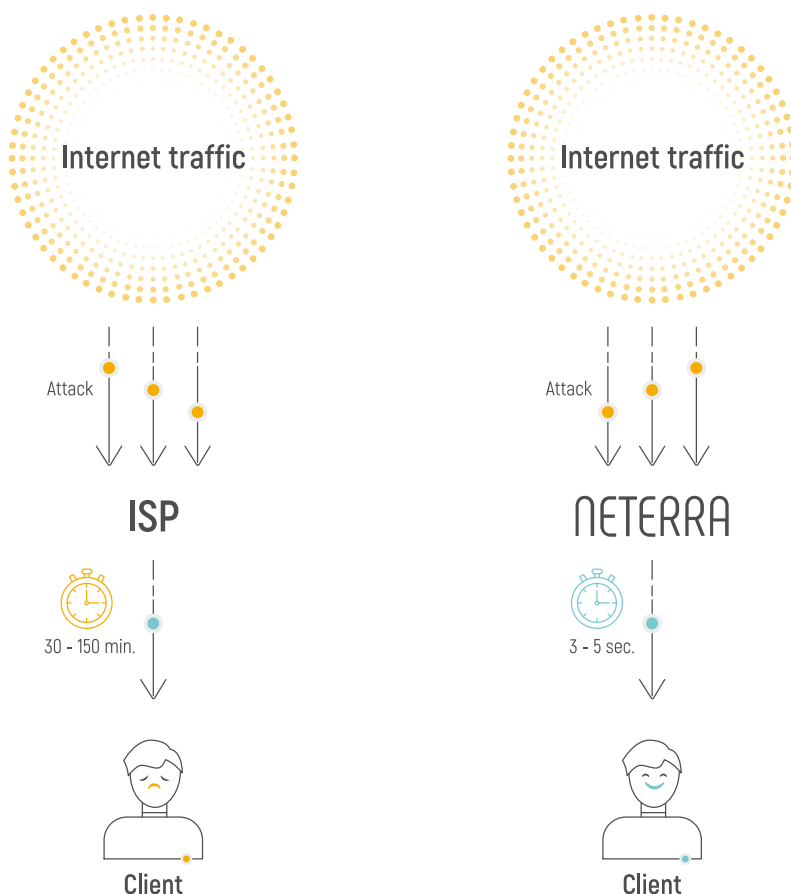 Internet traffic
Internet traffic
Attack
Attack
ISP
NETERRA
30 - 150 min.
3 - 5 sec.
Client
Client